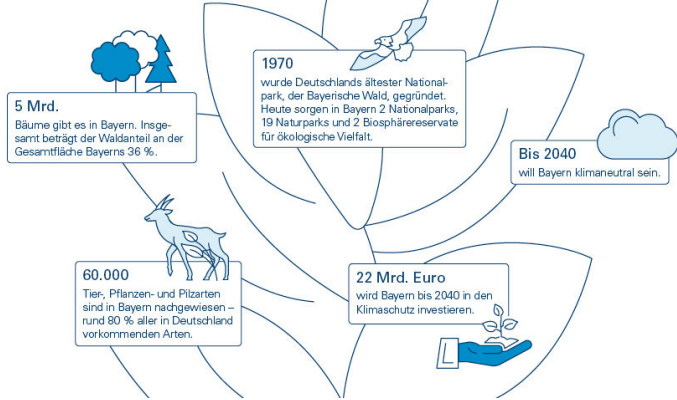 1970
wurde Deutschlands ältester National-
park, der Bayerische Wald, gegründet.
Heute sorgen in Bayern 2 Nationalparks,
19 Naturparks und 2 Biosphärereservate
für ökologische Vielfalt.
5 Mrd.
Bäume gibt es in Bayern. Insge-
samt beträgt der Waldanteil an der
Gesamtfläche Bayerns 36 %.
Bis 2040
will Bayern klimaneutral sein.
60.000
Tier-, Pflanzen- und Pilzarten
sind in Bayern nachgewiesen –
rund 80 % aller in Deutschland
vorkommenden Arten.
22 Mrd. Euro
wird Bayern bis 2040 in den
Klimaschutz investieren.